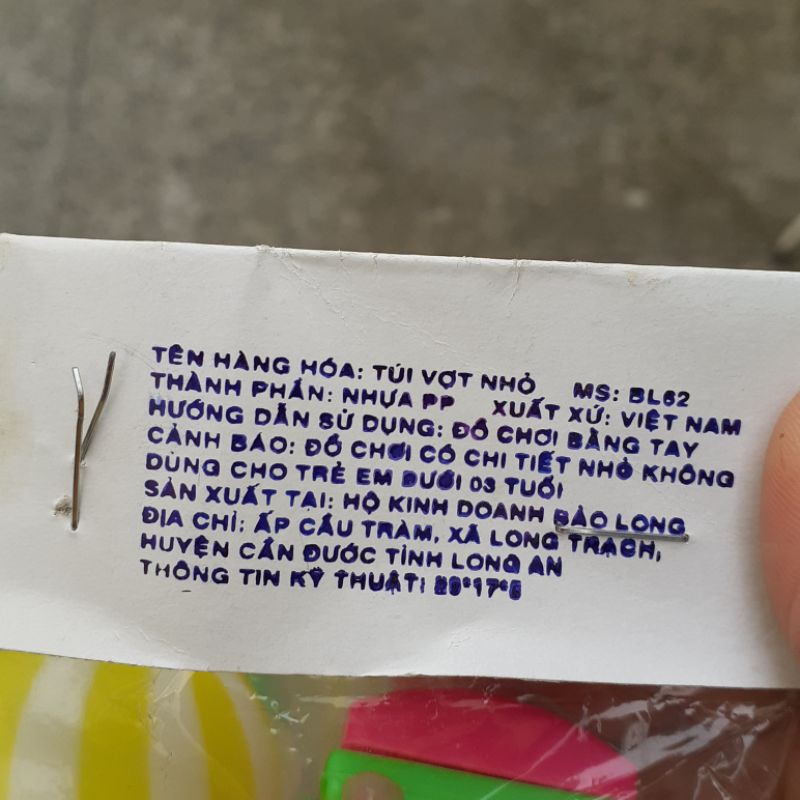 TÊN HÀNG HÓA: TÚI VỢT NHỎ MS: BL62
THÀNH PHẦN: NHỰA PP XUẤT XỨ: VIỆT NAM
HƯỚNG DẪN SỬ DỤNG: ĐỒ CHƠI BẰNG TAY
CẢNH BÁO: ĐỒ CHƠI CÓ CHI TIẾT NHỎ KHÔNG
DÙNG CHO TRẺ EM DƯỚI 03 TUỔI
SẢN XUẤT TẠI: HỘ KINH DOANH BẢO LONG
ĐỊA CHỈ: ẤP CẦU TRÀM, XÃ LONG TRẠCH,
HUYỆN CẦN ĐƯỚC TỈNH LONG AN
THÔNG TIN KỸ THUẬT: